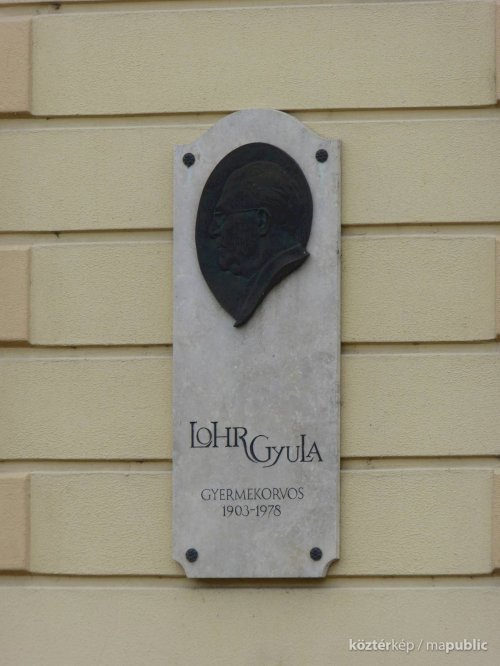 LOHR GYULA
GYERMEKORVOS
1903-1978
köztérkép / mapublic